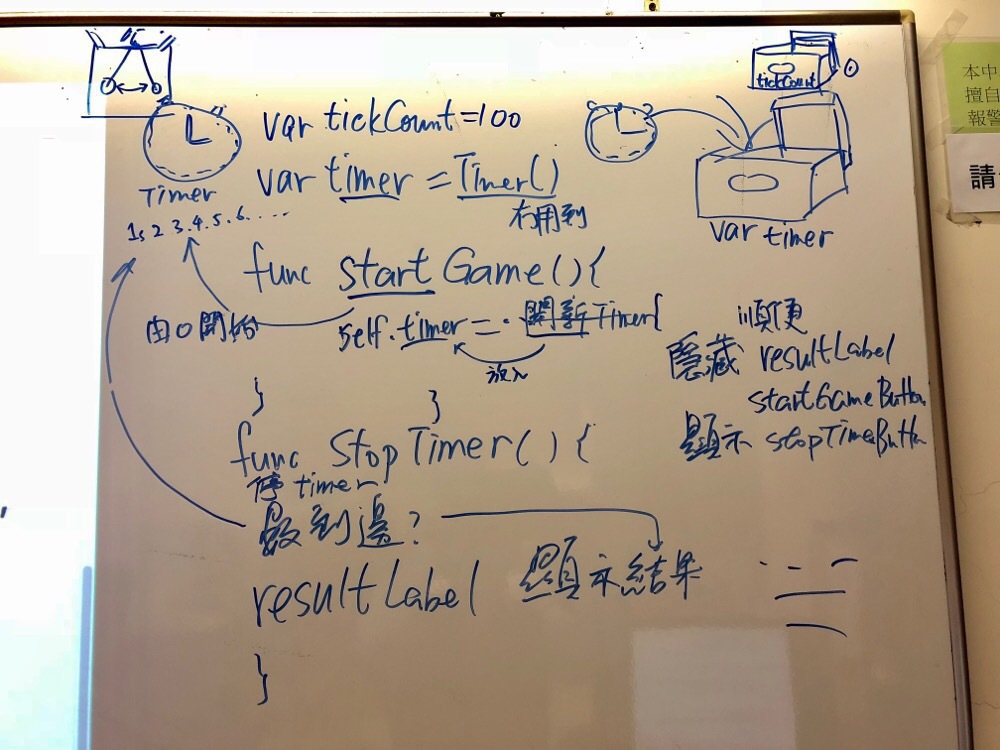 var tickCount=100
var timer = Timer()
冇用到
Timer
1, 2 3.4.5.6.....
func startGame(){
由0開始
self.timer = 開新Timer{
放入
}
}
func StopTimer(){
停timer
數到邊?
resultLabel 顯示結果
}
tickCount 0
var timer
順便
隱藏 resultLabel
startGameButton
顯示 stopTimeButton
本中
擅自
報警
請